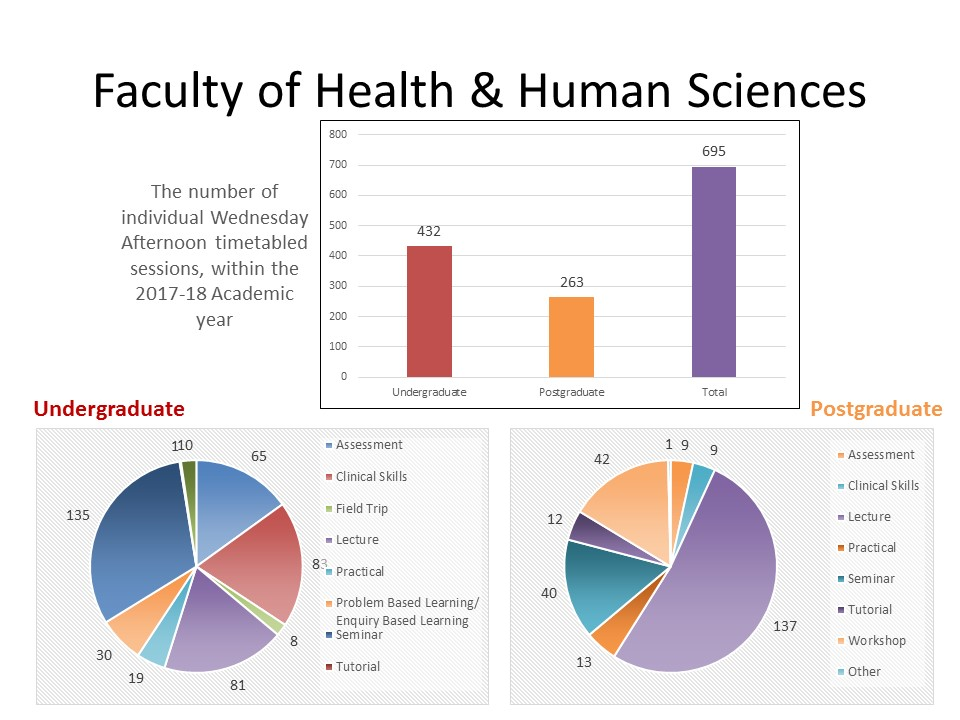 Faculty of Health & Human Sciences
The number of
individual Wednesday
Afternoon timetabled
sessions, within the
2017-18 Academic
year
800
700
600
500
400
300
200
100
0
432
263
695
Undergraduate
Postgraduate
Total
Undergraduate
Postgraduate
110
65
83
8
81
19
30
135
Assessment
Clinical Skills
Field Trip
Lecture
Practical
Problem Based Learning/
Enquiry Based Learning
Seminar
Tutorial
1
9
9
137
13
40
12
42
Assessment
Clinical Skills
Lecture
Practical
Seminar
Tutorial
Workshop
Other